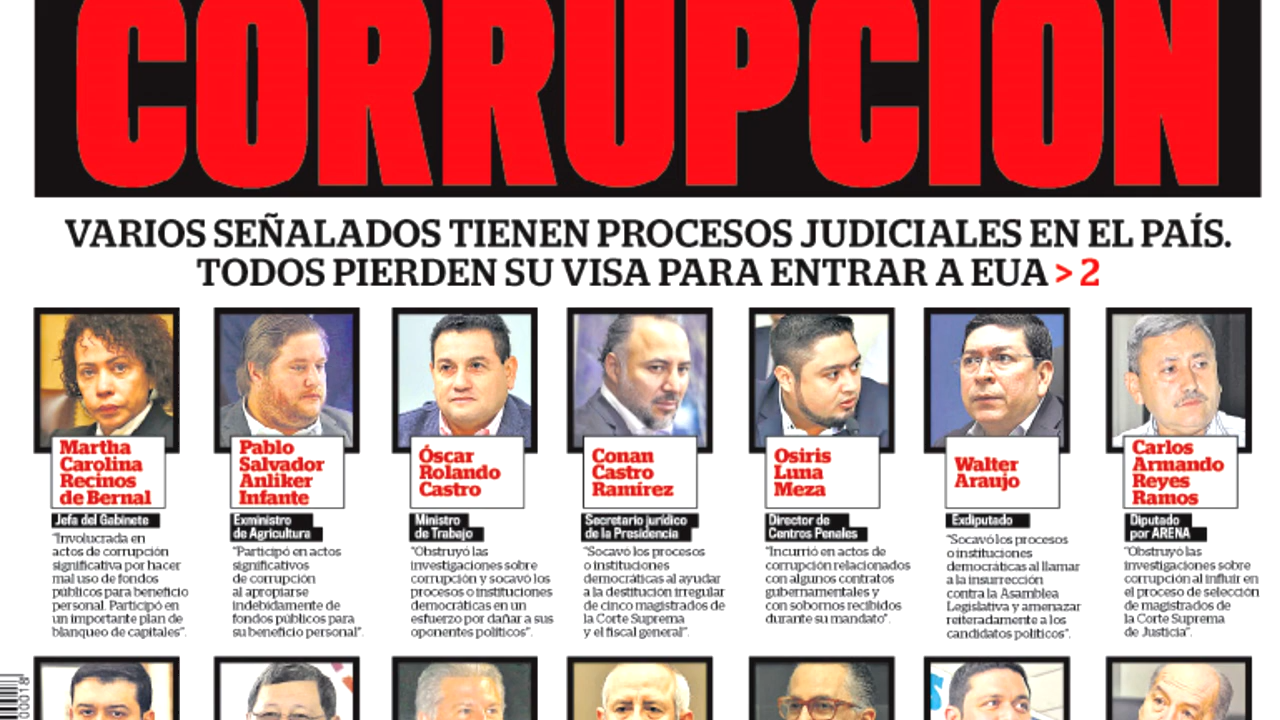 CORRUPCIÓN
VARIOS SEÑALADOS TIENEN PROCESOS JUDICIALES EN EL PAÍS.
TODOS PIERDEN SU VISA PARA ENTRAR A EUA > 2
Martha
Carolina
Recinos
de Bernal
Jefa del Gabinete
"Involucrada en
actos de corrupción
significativa por hacer
mal uso de fondos
públicos para beneficio
personal. Participó en
un importante plan de
blanqueo de capitales".
Pablo
Salvador
Anliker
Infante
Exministro
de Agricultura
"Participó en actos
significativos
de corrupción
al apropiarse
indebidamente de
fondos públicos para
su beneficio personal".
Óscar
Rolando
Castro
Ministro
de Trabajo
"Obstruyó las
investigaciones sobre
corrupción y socavó los
procesos o instituciones
democráticas en un
esfuerzo por dañar a sus
oponentes políticos".
Conan
Castro
Ramírez
Secretario jurídico
de la Presidencia
"Socavó los procesos
o instituciones
democráticas al ayudar
a la destitución irregular
de cinco magistrados de
la Corte Suprema
y el fiscal general".
Osiris
Luna
Meza
Director de
Centros Penales
"Incurrió en actos de
corrupción relacionados
con algunos contratos
gubernamentales y
con sobornos recibidos
durante su mandato".
Walter
Araujo
Exdiputado
"Socavó los procesos
o instituciones
democráticas al llamar
a la insurrección
contra la Asamblea
Legislativa y amenazar
reiteradamente a los
candidatos políticos".
Carlos
Armando
Reyes
Ramos
Diputado
por ARENA
"Obstruyó las
investigaciones sobre
corrupción al influir en
el proceso de selección
de magistrados de
la Corte Suprema
de Justicia".
00018